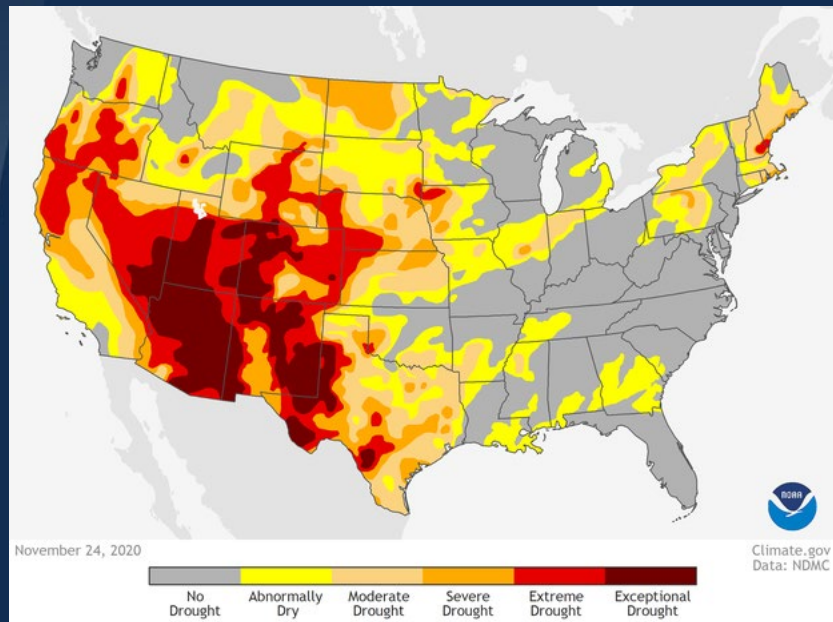 NOAA
November 24, 2020
Climate.gov
Data: NDMC
No Drought
Abnormally Dry
Moderate Drought
Severe Drought
Extreme Drought
Exceptional Drought